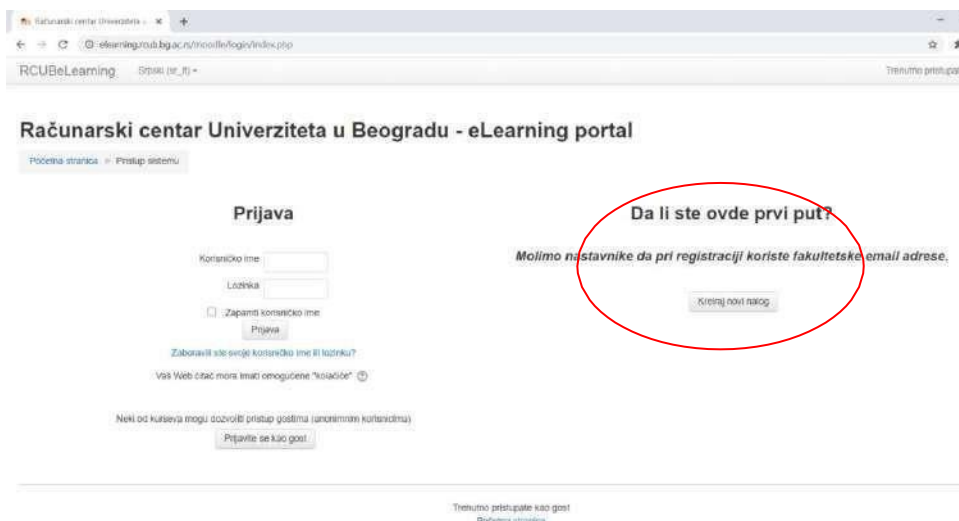 Računarski centar Univerziteta u
elearning.rcub.bg.ac.rs/moodle/login/index.php
RCUBeLearning Srpski (sr_lt)
Trenutno pristupate
Računarski centar Univerziteta u Beogradu - eLearning portal
Početna stranica Pristup sistemu
Prijava
Korisničko ime
Lozinka
Zapamti korisničko ime
Prijava
Zaboravili ste svoje korisničko ime ili lozinku?
Vaš Web čitač mora imati omogućene "kolačiće"
Neki od kurseva mogu dozvoliti pristup gostima (anonimnim korisnicima)
Prijavite se kao gost
Da li ste ovde prvi put?
Molimo nastavnike da pri registraciji koriste fakultetske email adrese.
Kreiraj novi nalog
Trenutno pristupate kao gost
Početna stranica